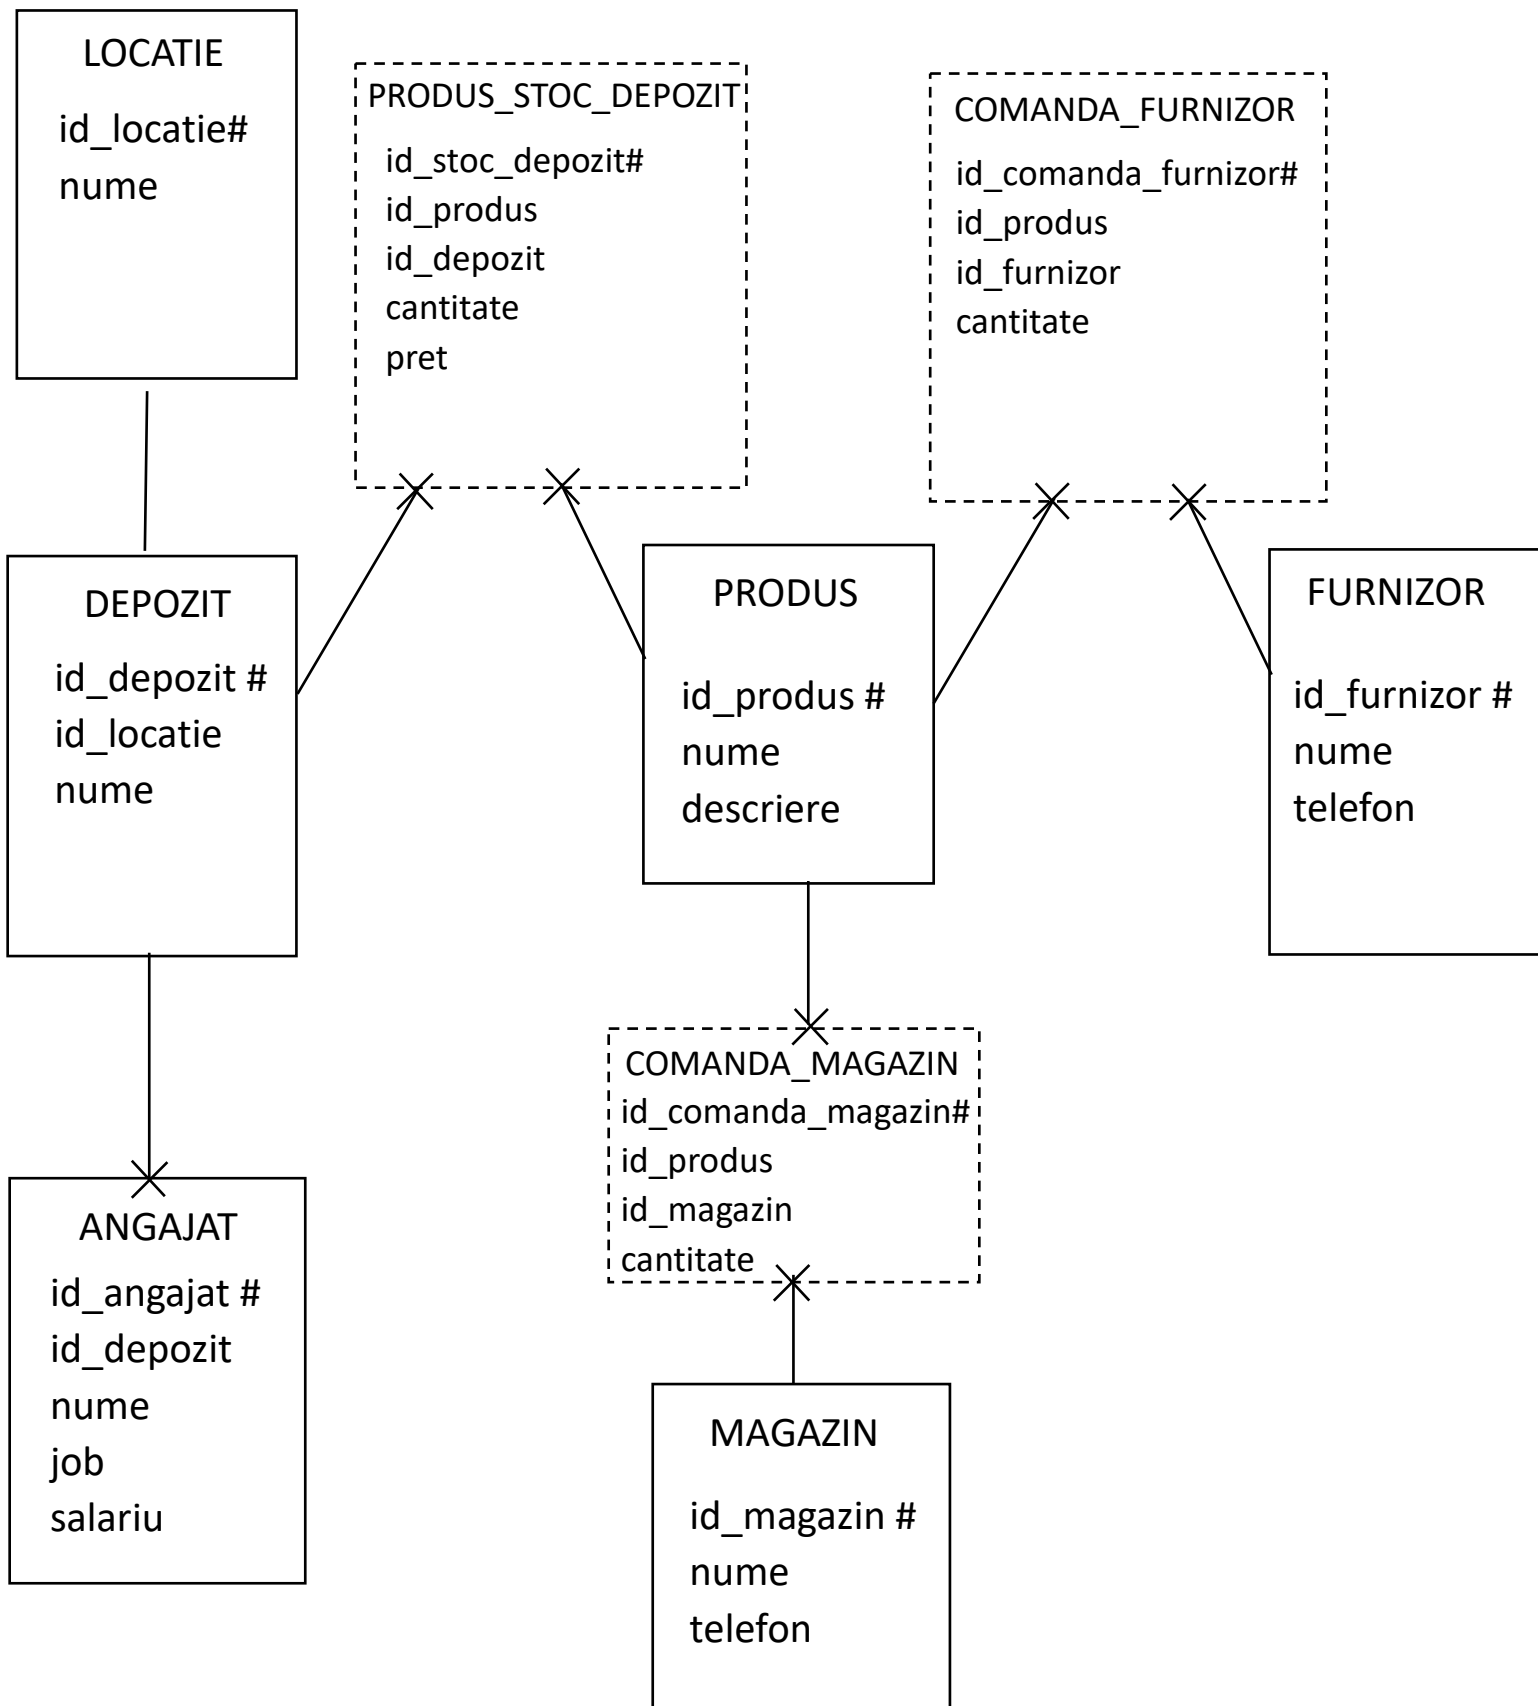 LOCATIE
id_locatie#
nume
PRODUS_STOC_DEPOZIT
id_stoc_depozit#
id_produs
id_depozit
cantitate
pret
COMANDA_FURNIZOR
id_comanda_furnizor#
id_produs
id_furnizor
cantitate
DEPOZIT
id_depozit #
id_locatie
nume
PRODUS
id_produs #
nume
descriere
FURNIZOR
id_furnizor #
nume
telefon
COMANDA_MAGAZIN
id_comanda_magazin#
id_produs
id_magazin
cantitate
ANGAJAT
id_angajat #
id_depozit
nume
job
salariu
MAGAZIN
id_magazin #
nume
telefon